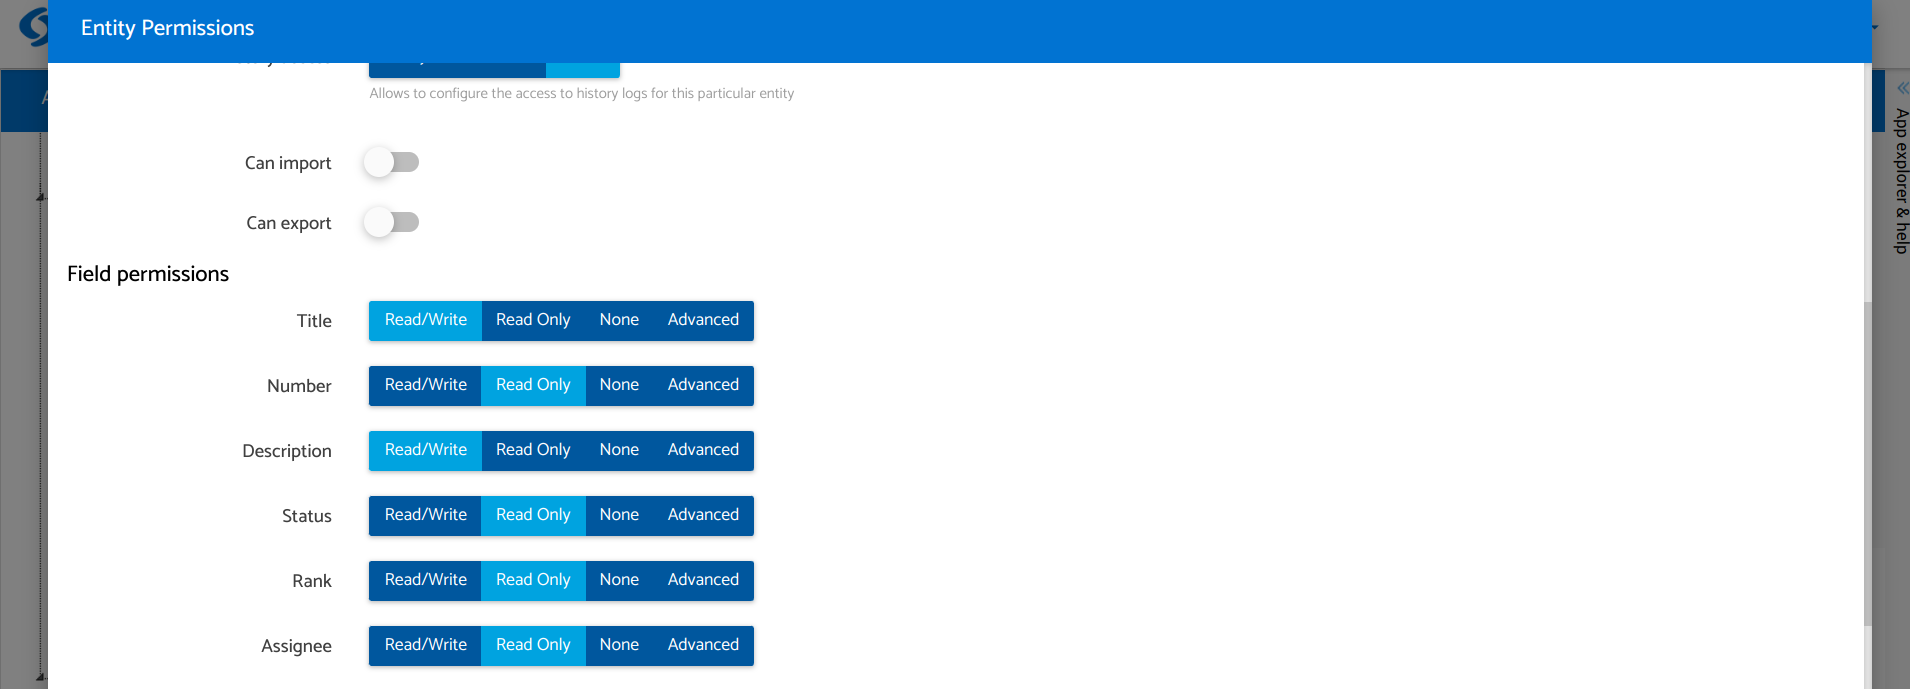 Entity Permissions
Allows to configure the access to history logs for this particular entity
Can import
Can export
Field permissions
Title Read/Write Read Only None Advanced
Number Read/Write Read Only None Advanced
Description Read/Write Read Only None Advanced
Status Read/Write Read Only None Advanced
Rank Read/Write Read Only None Advanced
Assignee Read/Write Read Only None Advanced
App explorer & help